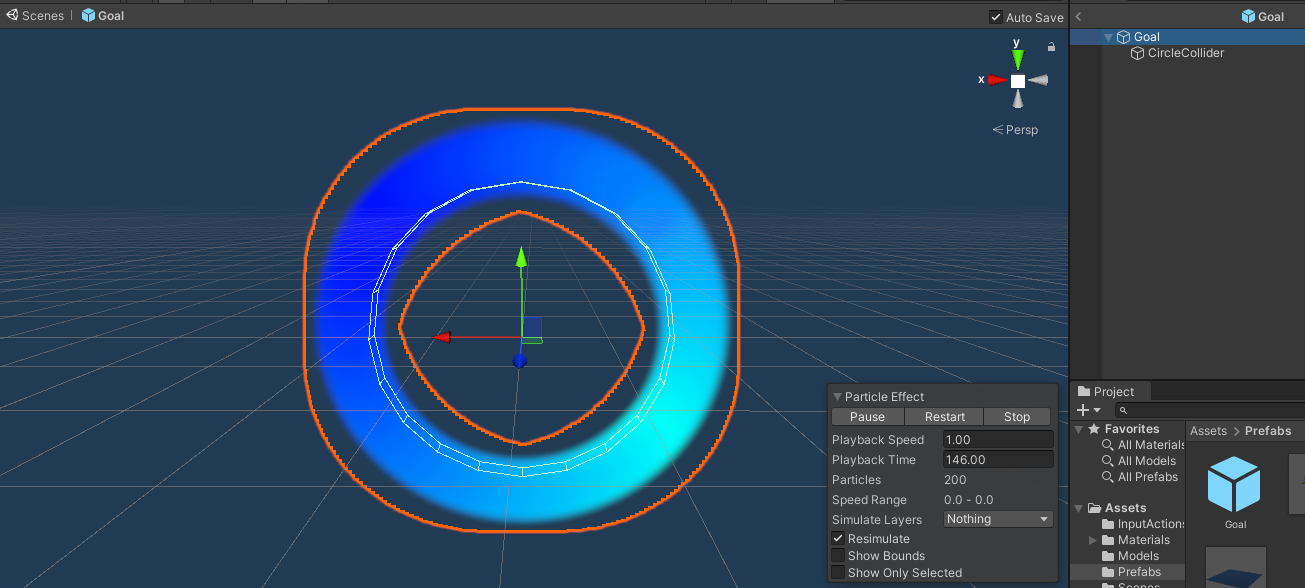 Scenes | Goal
Auto Save
Goal
Goal
CircleCollider
y
x
Persp
Particle Effect
Pause Restart Stop
Playback Speed 1.00
Playback Time 146.00
Particles 200
Speed Range 0.0 - 0.0
Simulate Layers Nothing
Resimulate
Show Bounds
Show Only Selected
Project
Favorites
All Materials
All Models
All Prefabs
Assets
InputActions
Materials
Models
Prefabs
Scenes
Assets > Prefabs
Goal